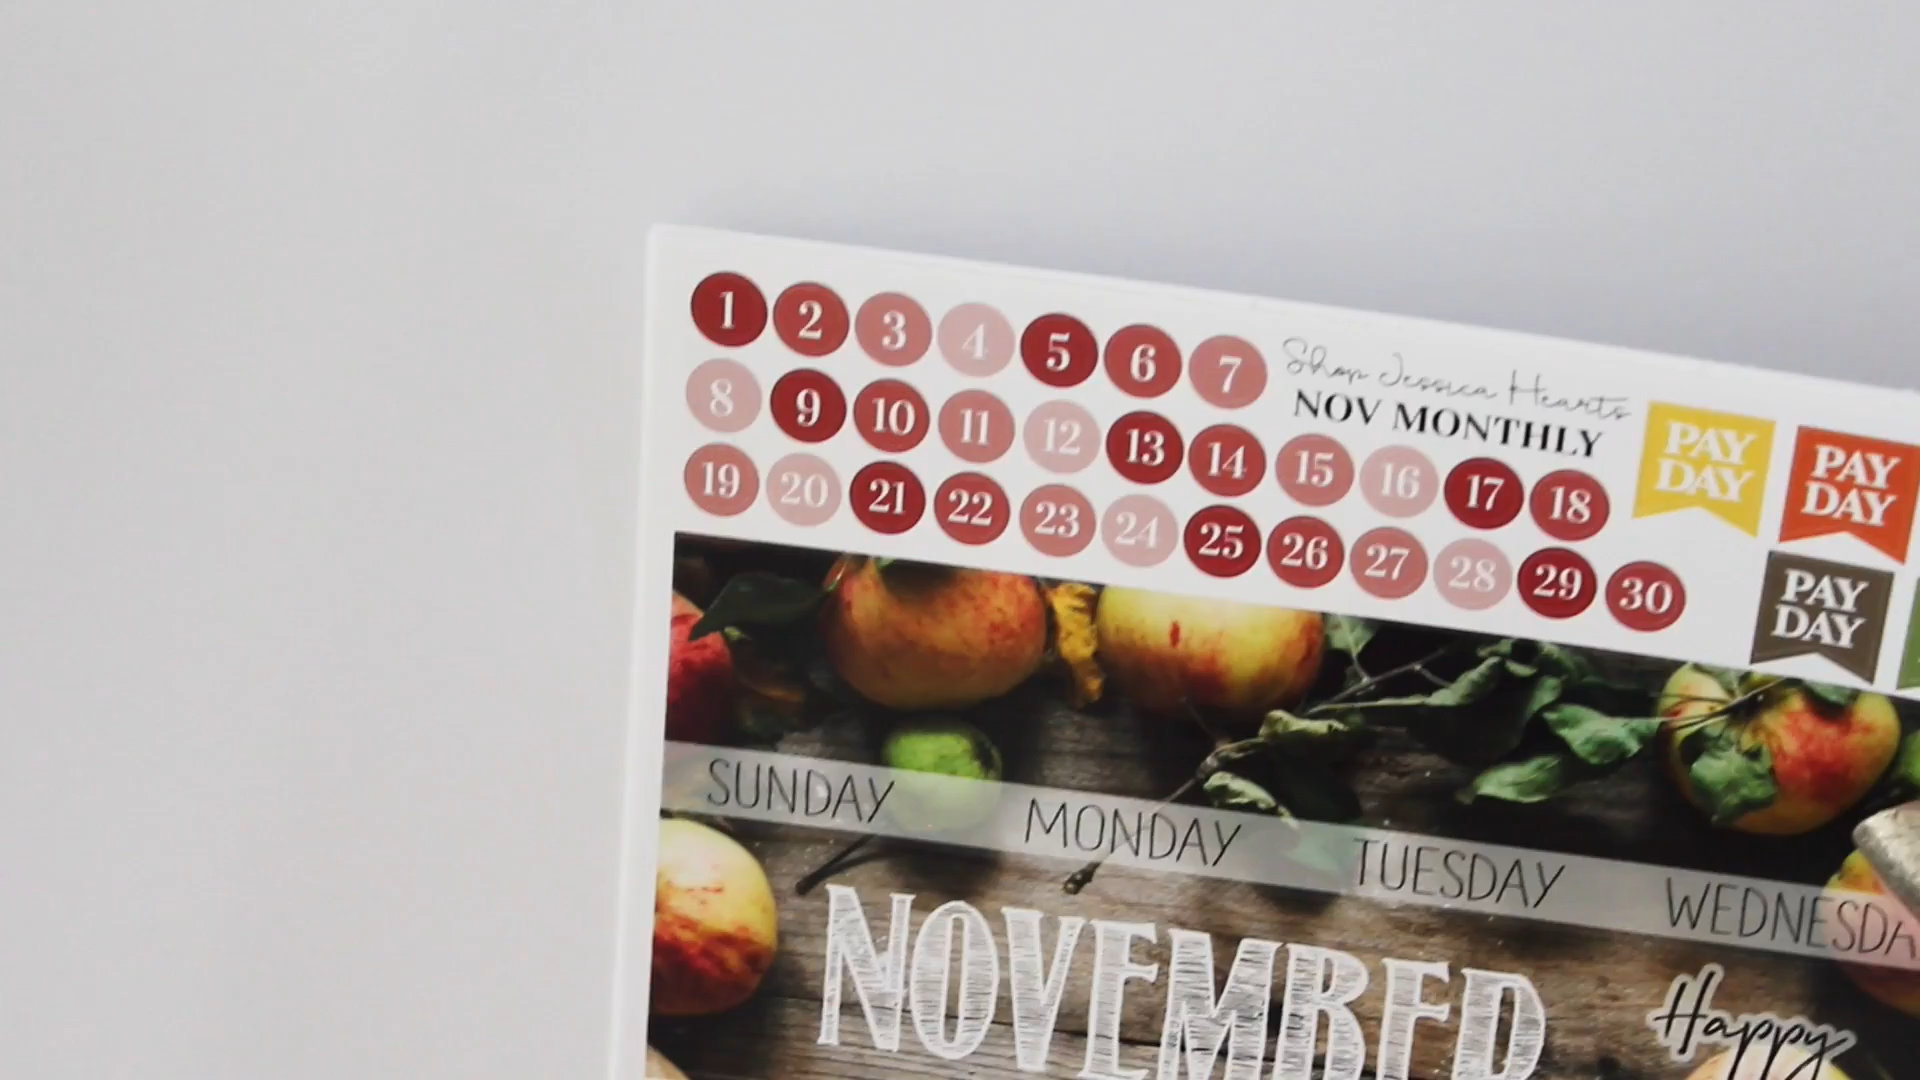 1 2 3 4 5 6 7
Shop Jessica Hearts
NOV MONTHLY
8 9 10 11 12 13 14 15 16 17 18
19 20 21 22 23 24 25 26 27 28 29 30
PAY
DAY
PAY
DAY
PAY
DAY
SUNDAY MONDAY TUESDAY WEDNESDA
NOVEMBER
Happy